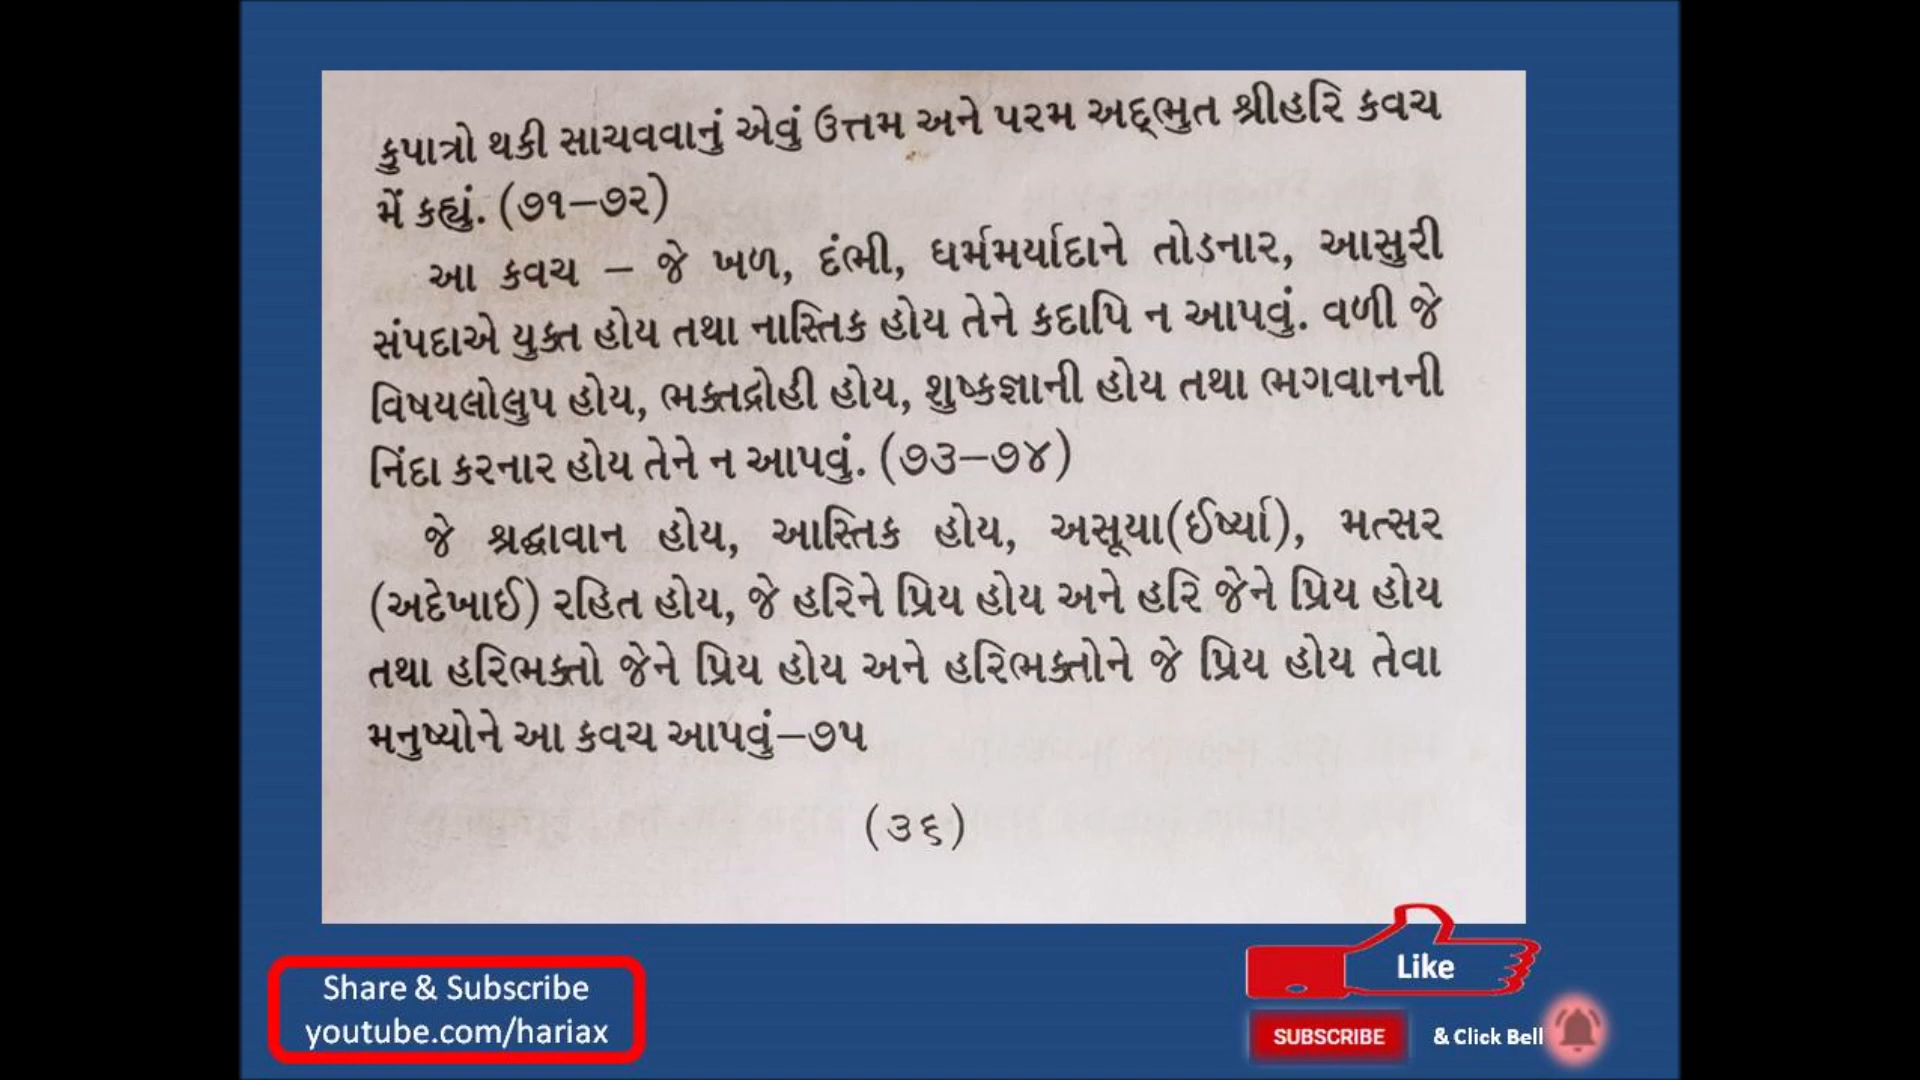 કુપાત્રો થકી સાચવવાનું એવું ઉત્તમ અને પરમ અદ્ભુત શ્રીહરિ કવચ
મેં કહ્યું. (૭૧–૭૨)
આ કવચ – જે ખળ, દંભી, ધર્મમર્યાદાને તોડનાર, આસુરી
સંપદાએ યુક્ત હોય તથા નાસ્તિક હોય તેને કદાપિ ન આપવું. વળી જે
વિષયલોલુપ હોય, ભક્તદ્રોહી હોય, શુષ્કજ્ઞાની હોય તથા ભગવાનની
નિંદા કરનાર હોય તેને ન આપવું. (૭૩–૭૪)
જે શ્રદ્ધાવાન હોય, આસ્તિક હોય, અસૂયા(ઈર્ષ્યા), મત્સર
(અદેખાઈ) રહિત હોય, જે હરિને પ્રિય હોય અને હરિ જેને પ્રિય હોય
તથા હરિભક્તો જેને પ્રિય હોય અને હરિભક્તોને જે પ્રિય હોય તેવા
મનુષ્યોને આ કવચ આપવું–૭૫
(૩૬)
Like
Share & Subscribe
youtube.com/hariax
SUBSCRIBE & Click Bell